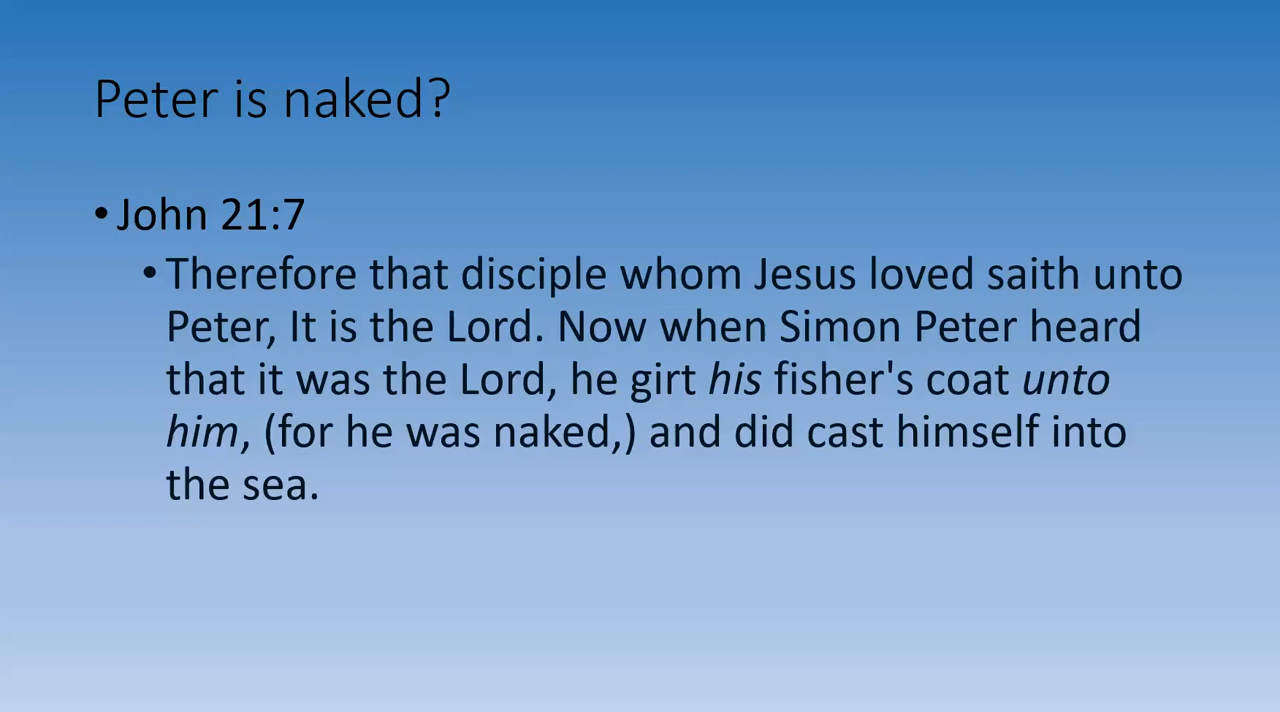 Peter is naked?
• John 21:7
• Therefore that disciple whom Jesus loved saith unto
Peter, It is the Lord. Now when Simon Peter heard
that it was the Lord, he girt his fisher's coat unto
him, (for he was naked,) and did cast himself into
the sea.